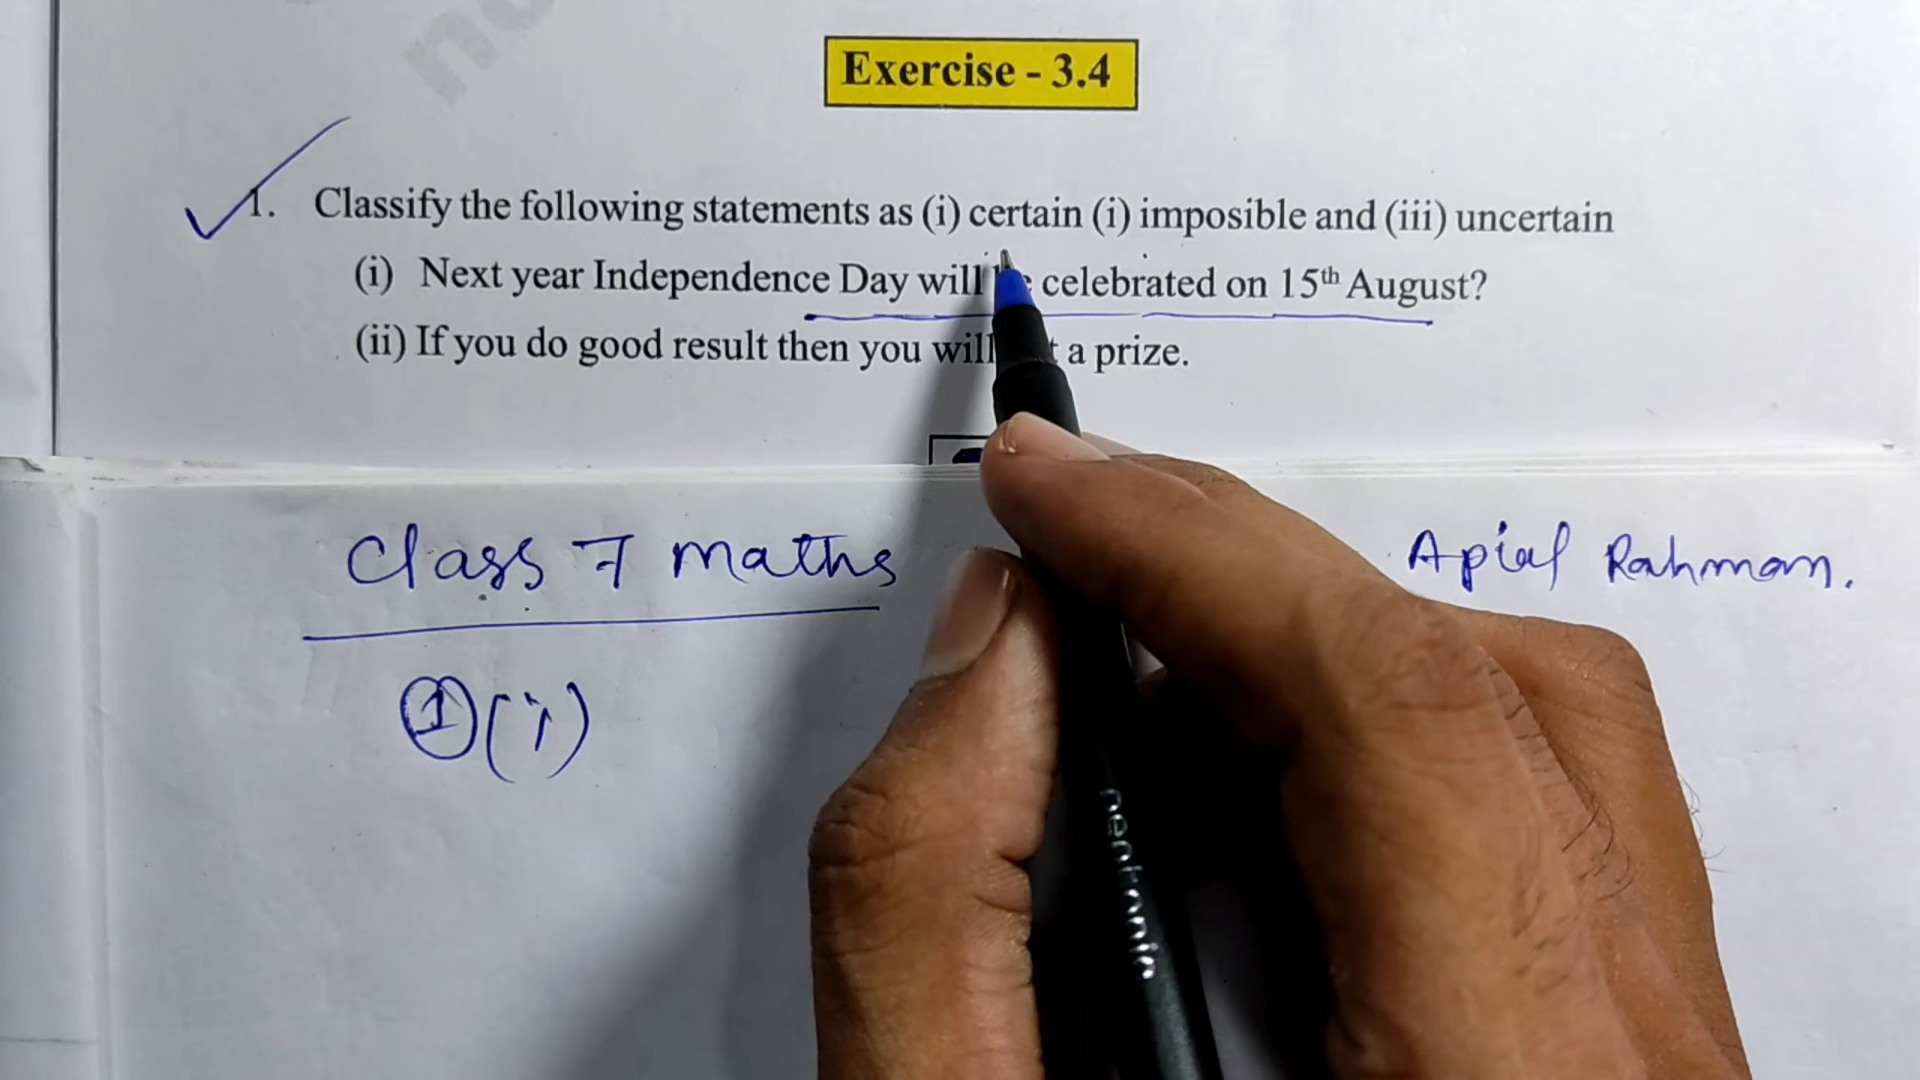 Exercise - 3.4
1. Classify the following statements as (i) certain (i) imposible and (iii) uncertain
(i) Next year Independence Day will celebrated on 15th August?
(ii) If you do good result then you will a prize.
Class 7 maths
Rahman.
① (i)
pentonic